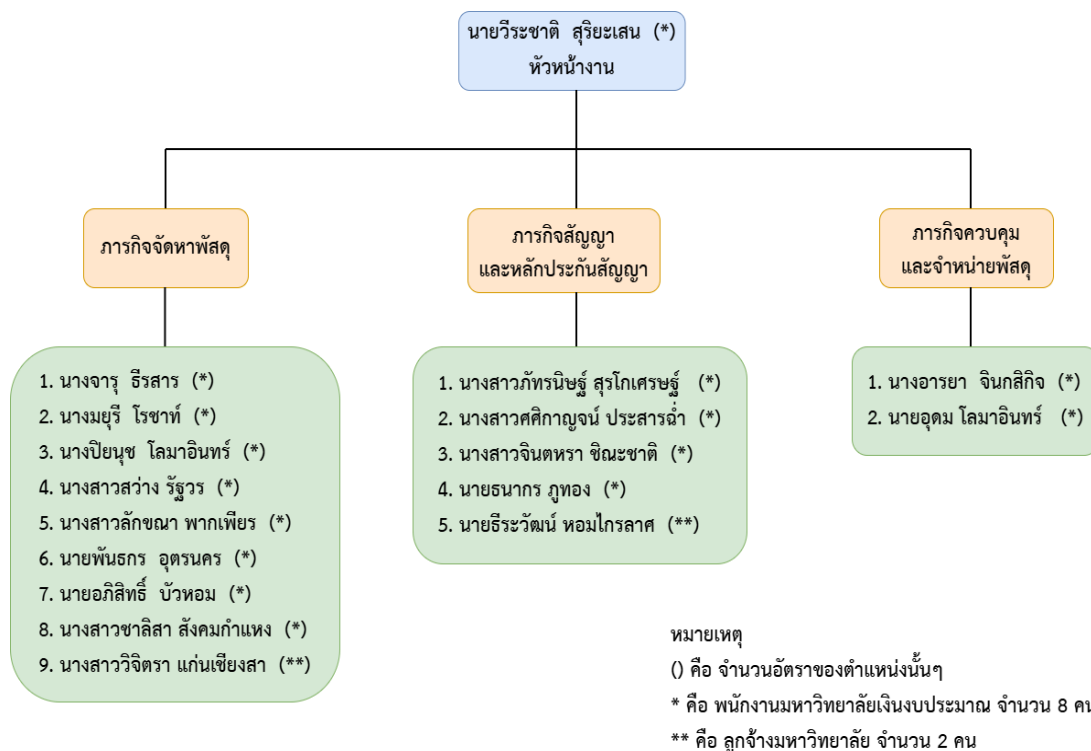 นายวีระชาติ สุริยะเสน (*)
หัวหน้างาน
ภารกิจจัดหาพัสดุ
ภารกิจสัญญา
และหลักประกันสัญญา
ภารกิจควบคุม
และจำหน่ายพัสดุ
1. นางจารุ ธีรสาร (*)
2. นางมยุรี โรชาท์ (*)
3. นางปิยนุช โลมาอินทร์ (*)
4. นางสาวสว่าง รัฐวร (*)
5. นางสาวลักขณา พากเพียร (*)
6. นายพันธกร อุตรนคร (*)
7. นายอภิสิทธิ์ บัวหอม (*)
8. นางสาวชาลิสา สังคมกำแหง (*)
9. นางสาววิจิตรา แก่นเชียงสา (**)
1. นางสาวภัทรนิษฐ์ สุรโกเศรษฐ์ (*)
2. นางสาวศศิกาญจน์ ประสารฉ่ำ (*)
3. นางสาวจินตหรา ชิณะชาติ (*)
4. นายธนากร ภูทอง (*)
5. นายธีระวัฒน์ หอมไกรลาศ (**)
1. นางอารยา จินกสิกิจ (*)
2. นายอุดม โลมาอินทร์ (*)
หมายเหตุ
() คือ จำนวนอัตราของตำแหน่งนั้นๆ
* คือ พนักงานมหาวิทยาลัยเงินงบประมาณ จำนวน 8 คน
** คือ ลูกจ้างมหาวิทยาลัย จำนวน 2 คน